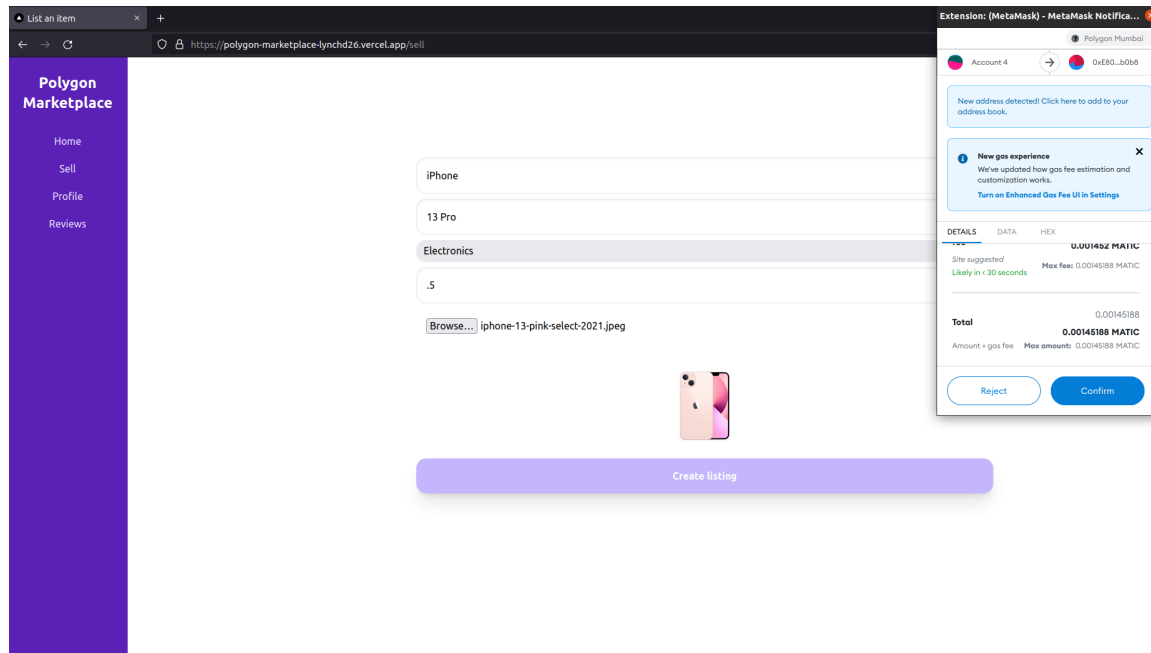 List an item
https://polygon-marketplace-lynchd26.vercel.app/sell
Polygon
Marketplace
Home
Sell
Profile
Reviews
iPhone
13 Pro
Electronics
.5
Browse... iphone-13-pink-select-2021.jpeg
Create listing
Extension: (MetaMask) - MetaMask Notifica...
Polygon Mumbai
Account 4
0xE80...b0b8
New address detected! Click here to add to your
address book.
New gas experience
We've updated how gas fee estimation and
customization works.
Turn on Enhanced Gas Fee UI in Settings
DETAILS DATA HEX
0.001452 MATIC
Site suggested
Likely in < 30 seconds
Max fee: 0.00145188 MATIC
0.00145188
Total
0.00145188 MATIC
Amount + gas fee Max amount: 0.00145188 MATIC
Reject Confirm